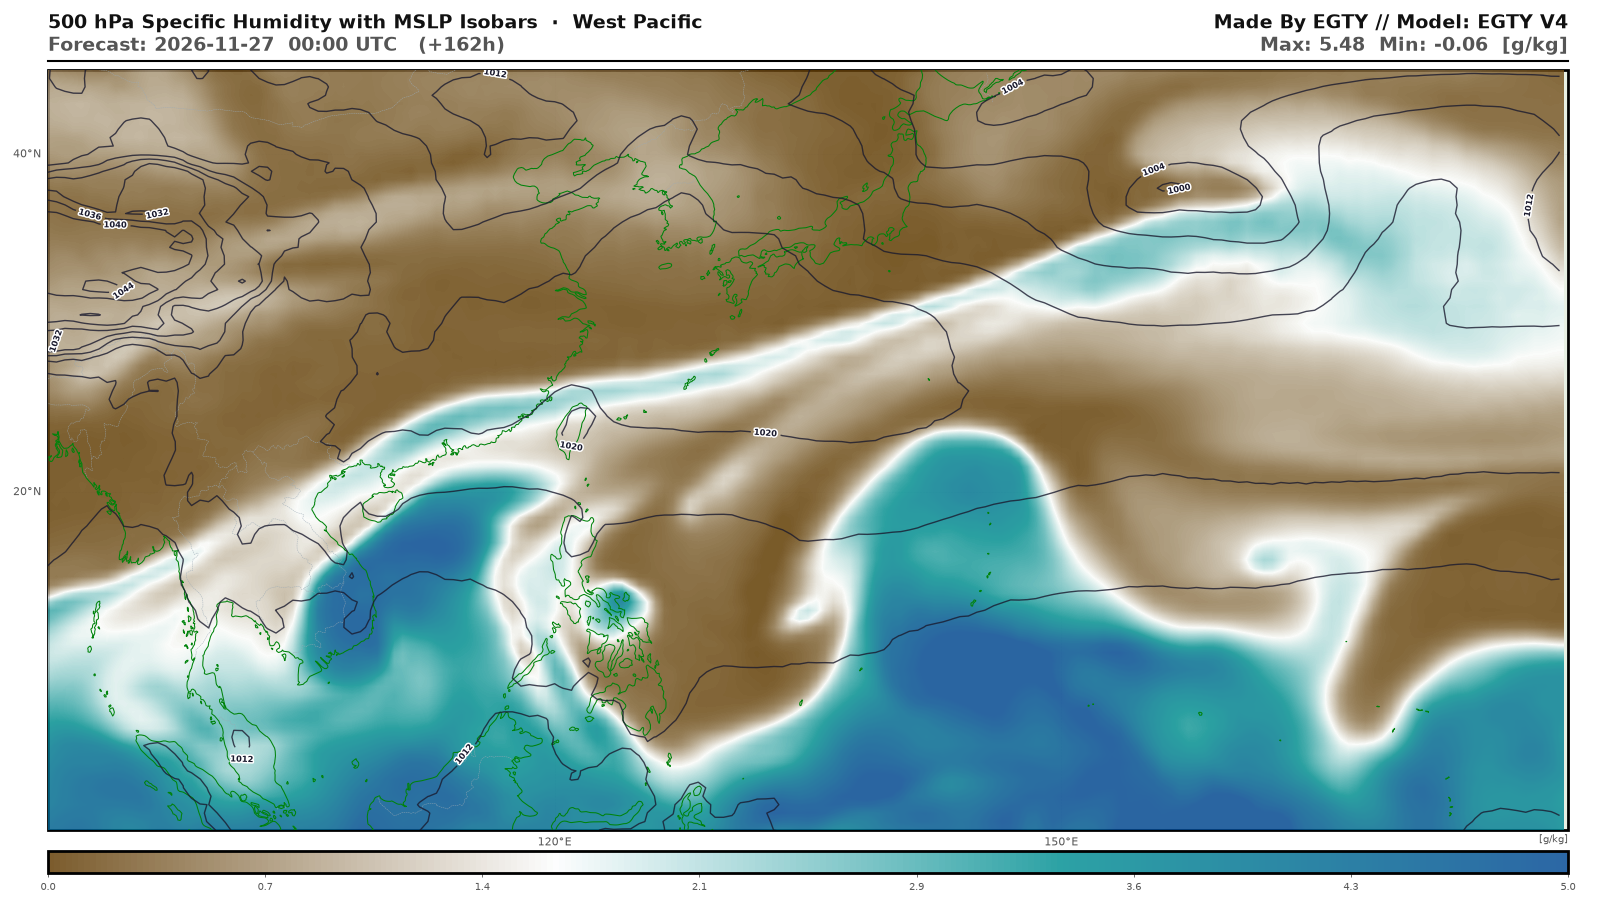 500 hPa Specific Humidity with MSLP Isobars · West Pacific
Made By EGTY // Model: EGTY V4
Forecast: 2026-11-27 00:00 UTC (+162h)
Max: 5.48 Min: -0.06 [g/kg]
1012
1004
40°N
1004
1000
1036
1032
1040
1012
1044
1032
1020
1020
20°N
1012
1012
120°E
150°E
[g/kg]
0.0
0.7
1.4
2.1
2.9
3.6
4.3
5.0